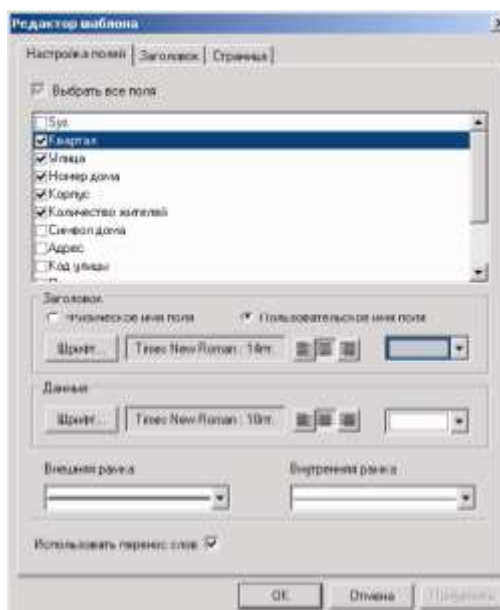 Редактор шаблона
Настройка полей Заголовок Страница
Выбрать все поля
Sys
Квартал
Улица
Номер дома
Корпус
Количество жителей
Символ дома
Адрес
Код улицы
Заголовок
Физическое имя поля Пользовательское имя поля
Шрифт... Times New Roman : 14пт.
Данные
Шрифт... Times New Roman : 10пт.
Внешняя рамка Внутренняя рамка
Использовать перенос слов
OK Отмена Применить